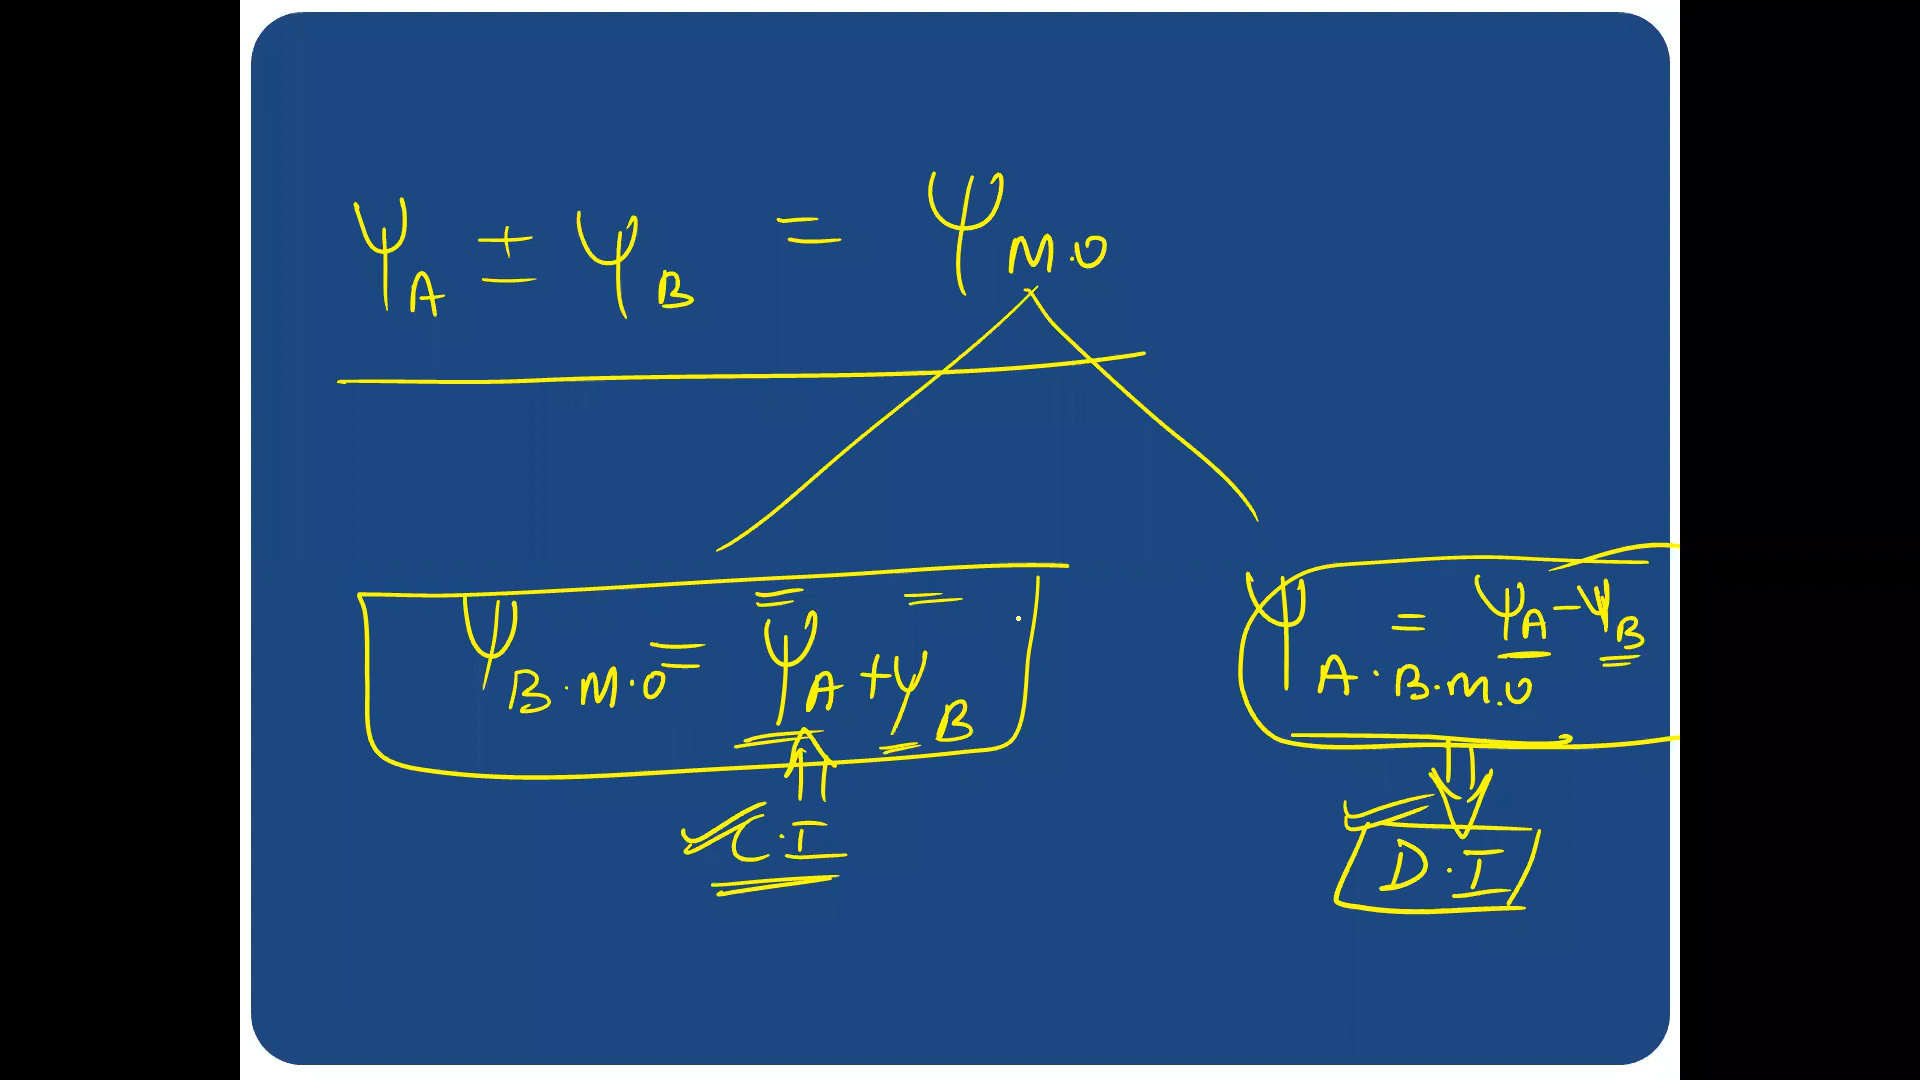 ψA ± ψB = ψM.O
ψB.M.O = ψA + ψB
ψA.B.M.O = ψA - ψB
C.I
D.I